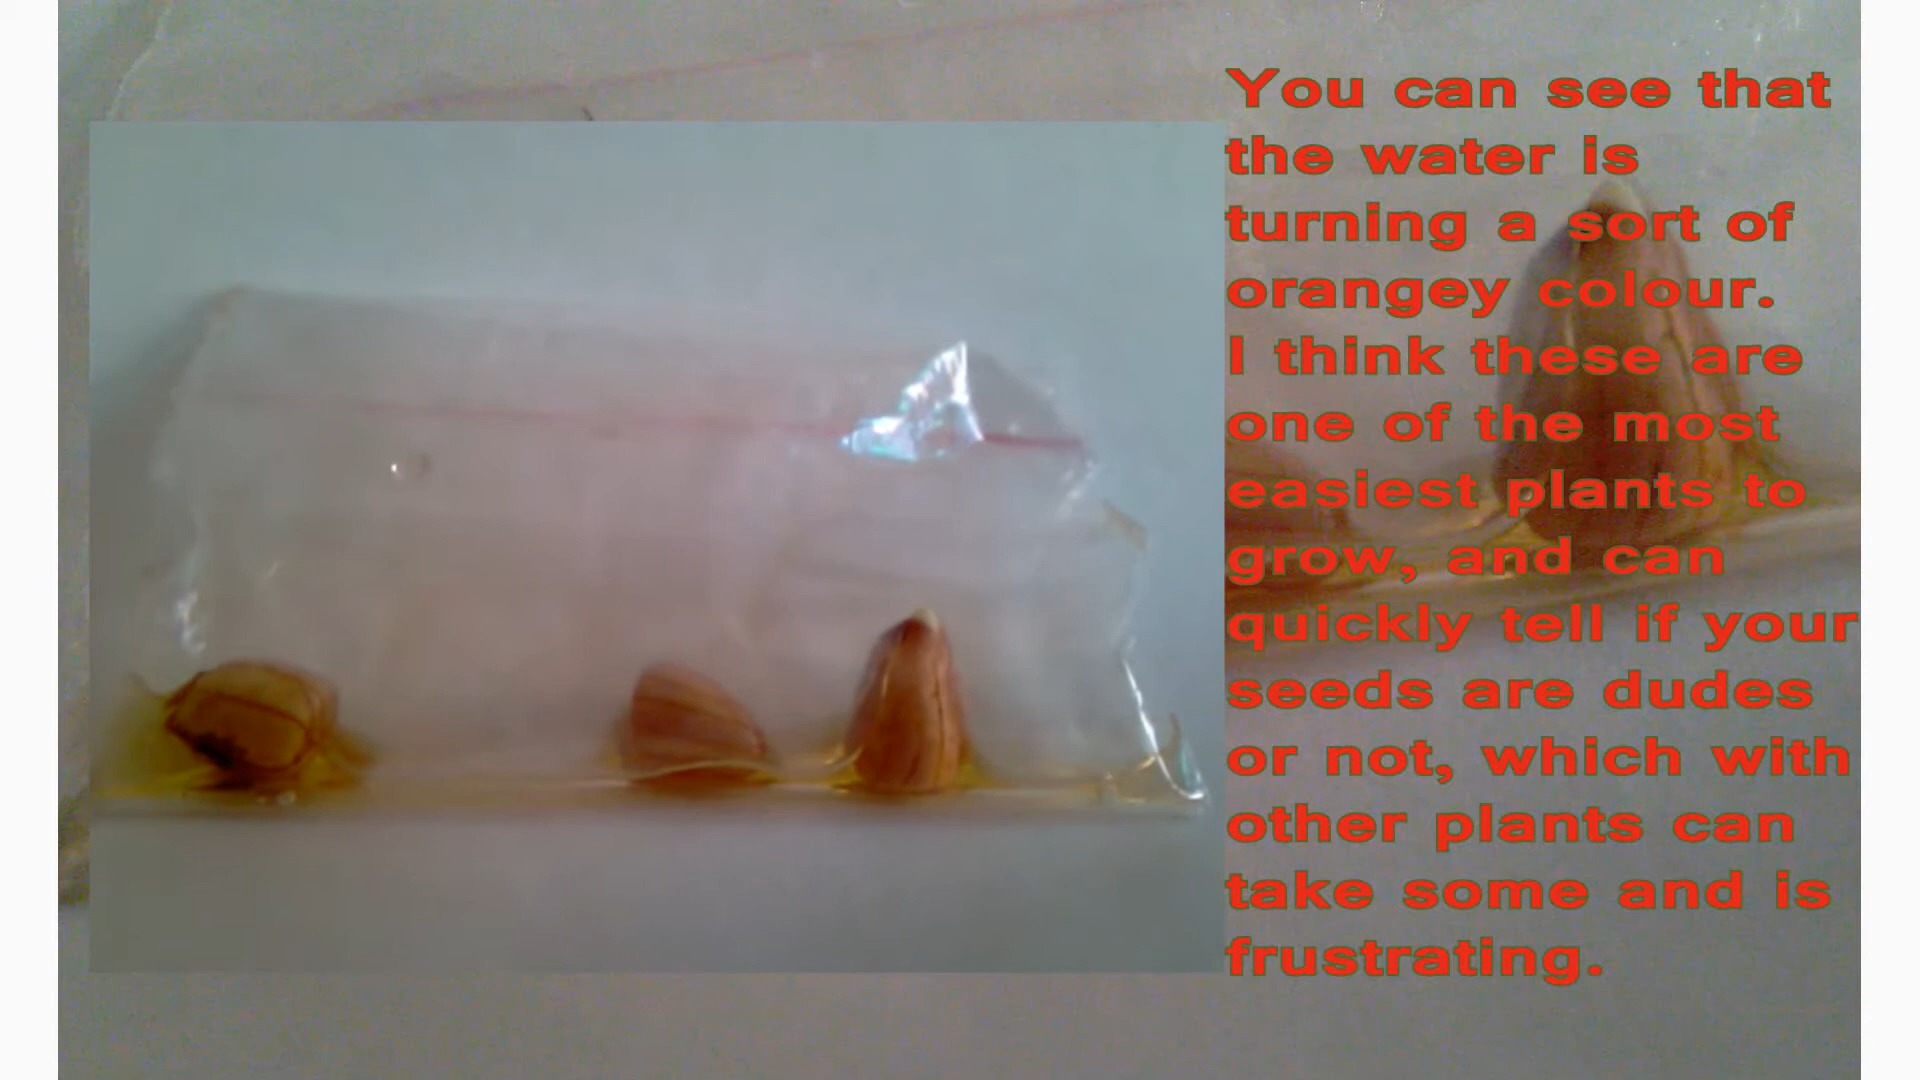 You can see that
the water is
turning a sort of
orangey colour.
I think these are
one of the most
easiest plants to
grow, and can
quickly tell if your
seeds are dudes
or not, which with
other plants can
take some and is
frustrating.